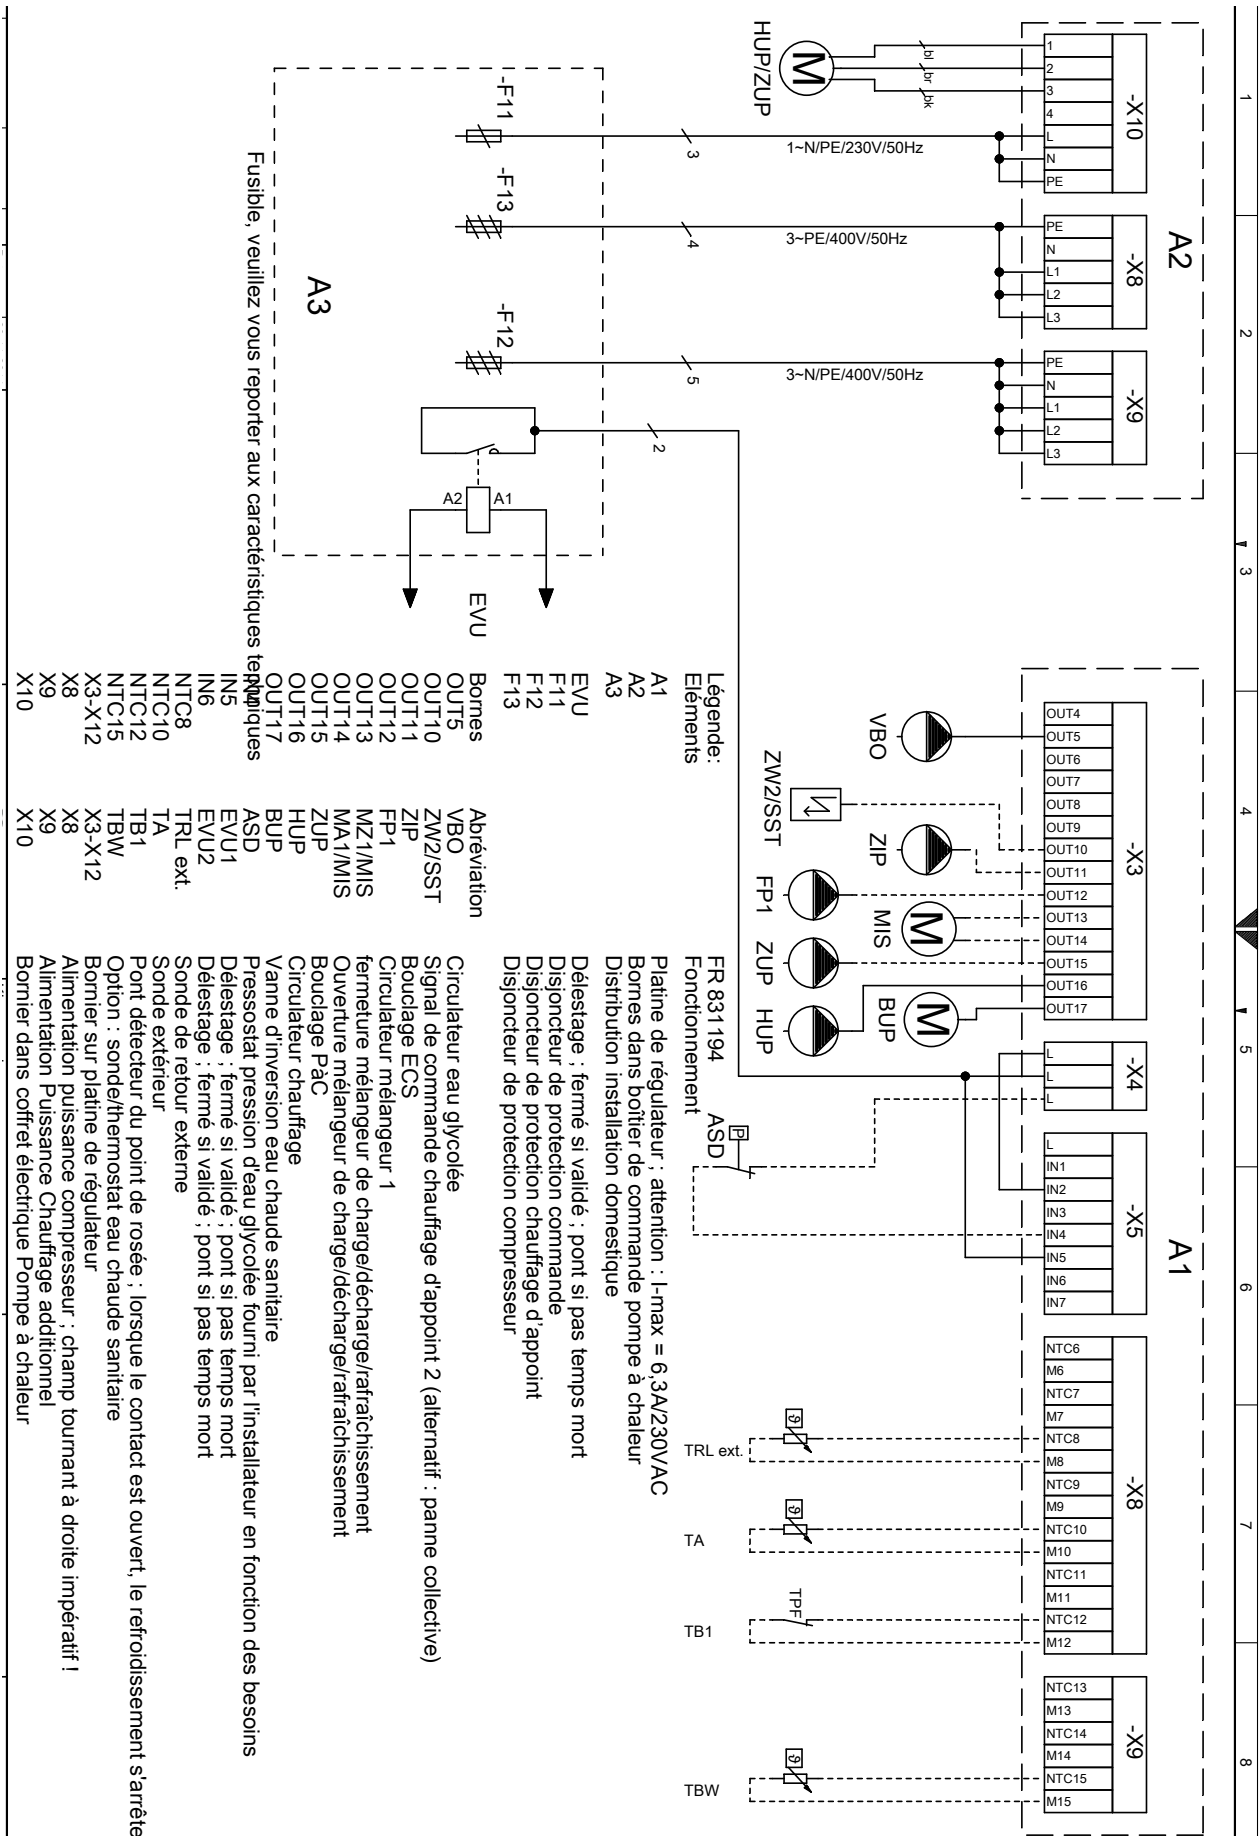 1
2
3
4
5
6
7
8
A2
-X10
1
2
3
4
L
N
PE
-X8
PE
N
L1
L2
L3
-X9
PE
N
L1
L2
L3
bl
br
bk
HUP/ZUP
M
1~N/PE/230V/50Hz
3~PE/400V/50Hz
3~N/PE/400V/50Hz
3
4
5
2
-F11
-F13
-F12
A3
A2
A1
EVU
Fusible, veuillez vous reporter aux caractéristiques techniques
A1
-X3
OUT4
OUT5
OUT6
OUT7
OUT8
OUT9
OUT10
OUT11
OUT12
OUT13
OUT14
OUT15
OUT16
OUT17
-X4
L
L
L
-X5
L
IN1
IN2
IN3
IN4
IN5
IN6
IN7
-X8
NTC6
M6
NTC7
M7
NTC8
M8
NTC9
M9
NTC10
M10
NTC11
M11
NTC12
M12
-X9
NTC13
M13
NTC14
M14
NTC15
M15
VBO
ZW2/SST
ZIP
FP1
M
MIS
ZUP
HUP
M
BUP
P
ASD
ϑ
TRL ext.
ϑ
TA
TPF
TB1
ϑ
TBW
Légende: FR 831194
Eléments Fonctionnement
A1 Platine de régulateur ; attention : I-max = 6,3A/230VAC
A2 Bornes dans boîtier de commande pompe à chaleur
A3 Distribution installation domestique
EVU Délestage ; fermé si validé ; pont si pas temps mort
F11 Disjoncteur de protection commande
F12 Disjoncteur de protection chauffage d'appoint
F13 Disjoncteur de protection compresseur
Bornes Abréviation
OUT5 VBO Circulateur eau glycolée
OUT10 ZW2/SST Signal de commande chauffage d'appoint 2 (alternatif : panne collective)
OUT11 ZIP Bouclage ECS
OUT12 FP1 Circulateur mélangeur 1
OUT13 MZ1/MIS fermeture mélangeur de charge/décharge/rafraîchissement
OUT14 MA1/MIS Ouverture mélangeur de charge/décharge/rafraîchissement
OUT15 ZUP Bouclage PàC
OUT16 HUP Circulateur chauffage
OUT17 BUP Vanne d'inversion eau chaude sanitaire
ASD Pressostat pression d'eau glycolée fourni par l'installateur en fonction des besoins
IN5 EVU1 Délestage ; fermé si validé ; pont si pas temps mort
IN6 EVU2 Délestage ; fermé si validé ; pont si pas temps mort
NTC8 TRL ext. Sonde de retour externe
NTC10 TA Sonde extérieur
NTC12 TB1 Pont détecteur du point de rosée ; lorsque le contact est ouvert, le refroidissement s'arrête
NTC15 TBW Option : sonde/thermostat eau chaude sanitaire
X3-X12 X3-X12 Bornier sur platine de régulateur
X8 X8 Alimentation puissance compresseur ; champ tournant à droite impératif !
X9 X9 Alimentation Puissance Chauffage additionnel
X10 X10 Bornier dans coffret électrique Pompe à chaleur